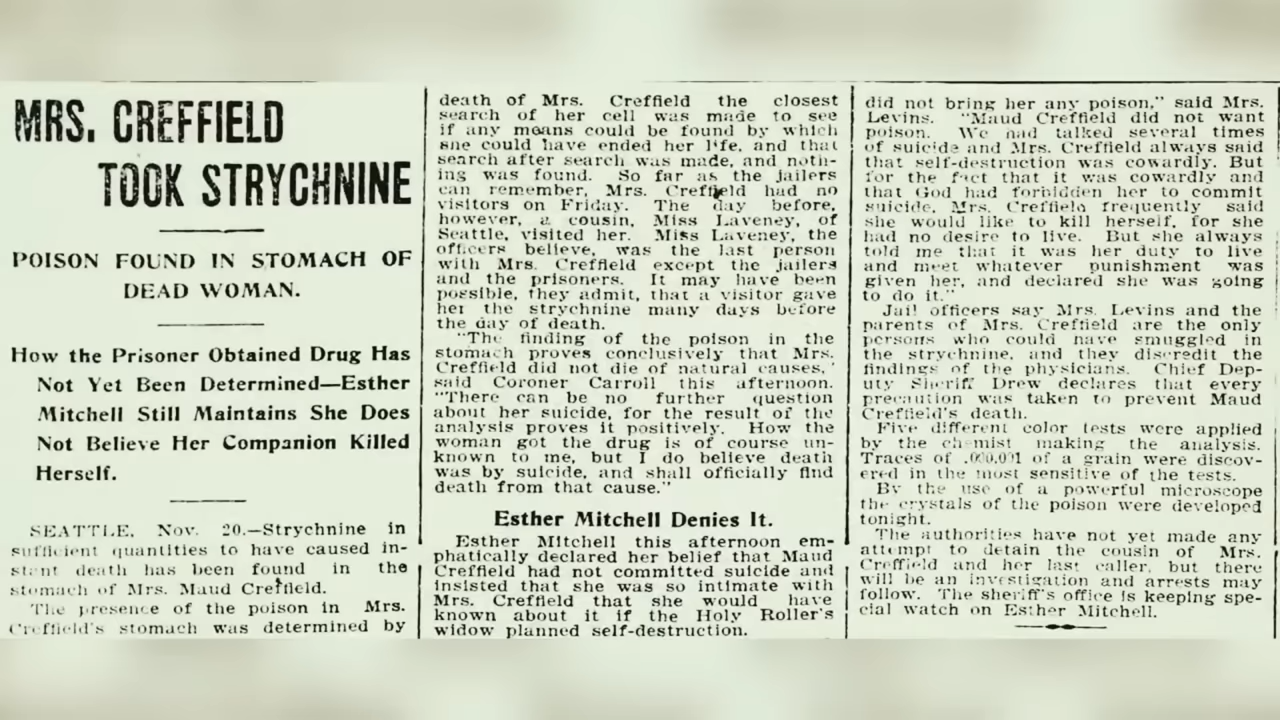 MRS. CREFFIELD
TOOK STRYCHNINE
POISON FOUND IN STOMACH OF
DEAD WOMAN.
How the Prisoner Obtained Drug Has
Not Yet Been Determined—Esther
Mitchell Still Maintains She Does
Not Believe Her Companion Killed
Herself.
SEATTLE, Nov. 20.—Strychnine in
sufficient quantities to have caused in-
stant death has been found in the
stomach of Mrs. Maud Creffield.
The presence of the poison in Mrs.
Creffield's stomach was determined by
death of Mrs. Creffield the closest
search of her cell was made to see
if any means could be found by which
she could have ended her life, and that
search after search was made, and noth-
ing was found. So far as the jailers
can remember, Mrs. Creffield had no
visitors on Friday. The day before,
however, a cousin, Miss Laveney, of
Seattle, visited her. Miss Laveney, the
officers believe, was the last person
with Mrs. Creffield except the jailers
and the prisoners. It may have been
possible, they admit, that a visitor gave
her the strychnine many days before
the day of death.
"The finding of the poison in the
stomach proves conclusively that Mrs.
Creffield did not die of natural causes,'
said Coroner Carroll this afternoon.
"There can be no further question
about her suicide, for the result of the
analysis proves it positively. How the
woman got the drug is of course un-
known to me, but I do believe death
was by suicide, and shall officially find
death from that cause."
Esther Mitchell Denies It.
Esther Mitchell this afternoon em-
phatically declared her belief that Maud
Creffield had not committed suicide and
insisted that she was so intimate with
Mrs. Creffield that she would have
known about it if the Holy Roller's
widow planned self-destruction.
did not bring her any poison," said Mrs.
Levins. "Maud Creffield did not want
poison. We had talked several times
of suicide and Mrs. Creffield always said
that self-destruction was cowardly. But
for the fact that it was cowardly and
that God had forbidden her to commit
suicide, Mrs. Creffield frequently said
she would like to kill herself, for she
had no desire to live. But she always
told me that it was her duty to live
and meet whatever punishment was
given her, and declared she was going
to do it."
Jail officers say Mrs. Levins and the
parents of Mrs. Creffield are the only
persons who could have smuggled in
the strychnine, and they discredit the
findings of the physicians. Chief Dep-
uty Sheriff Drew declares that every
precaution was taken to prevent Maud
Creffield's death.
Five different color tests were applied
by the chemist making the analysis.
Traces of of a grain were discov-
ered in the most sensitive of the tests.
By the use of a powerful microscope
the crystals of the poison were developed
tonight.
The authorities have not yet made any
attempt to detain the cousin of Mrs.
Creffield and her last caller, but there
will be an investigation and arrests may
follow. The sheriff's office is keeping spe-
cial watch on Esther Mitchell.